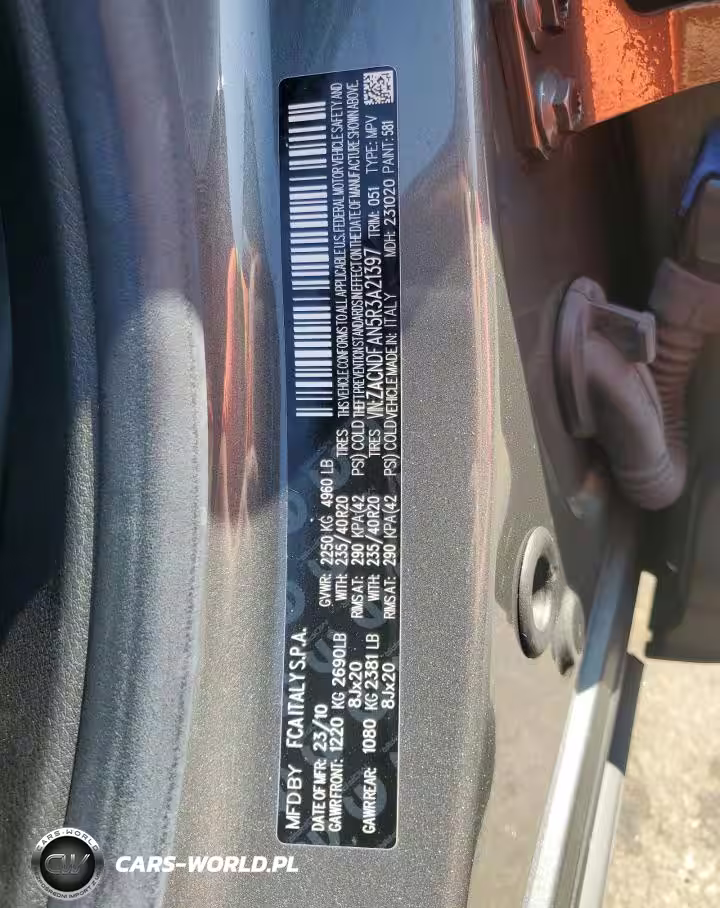 MFD BY FCA ITALY S.P.A.
DATE OF MFR: 23/10 GVWR: 2250 KG 4960 LB
GAWR FRONT: 1220 KG 2690LB WITH: 235/40R20 TIRES
8Jx20 RIMS AT: 290 KPA(42 PSI) COLD
GAWR REAR: 1080 KG 2381 LB WITH: 235/40R20 TIRES
8Jx20 RIMS AT: 290 KPA(42 PSI) COLD
THIS VEHICLE CONFORMS TO ALL APPLICABLE U.S. FEDERAL MOTOR VEHICLE SAFETY AND
THEFT PREVENTION STANDARDS IN EFFECT ON THE DATE OF MANUFACTURE SHOWN ABOVE.
VIN: ZACNDFAN5R3A21397 TRIM: 051 TYPE: MPV
VEHICLE MADE IN: ITALY MDH: 231020 PAINT: 581
CARS-WORLD
CW
CARS-WORLD.PL